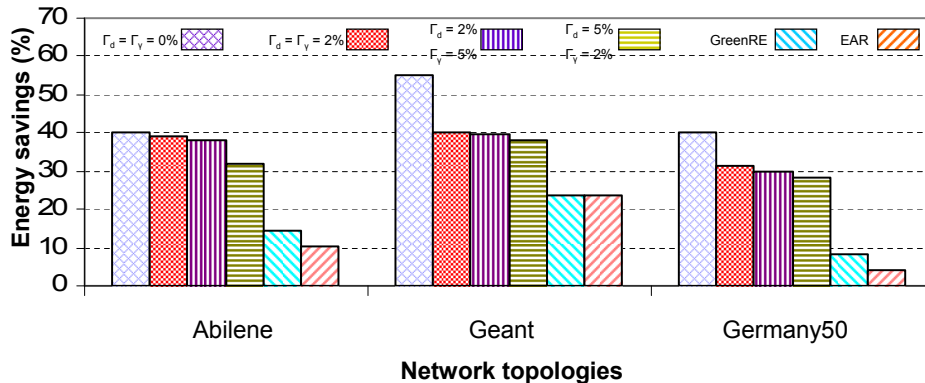 70
60
50
40
30
20
10
0
Energy savings (%)
Γd = Γγ = 0%
Γd = Γγ = 2%
Γd = 2%
Γγ = 5%
Γd = 5%
Γγ = 2%
GreenRE
EAR
Abilene
Geant
Germany50
Network topologies